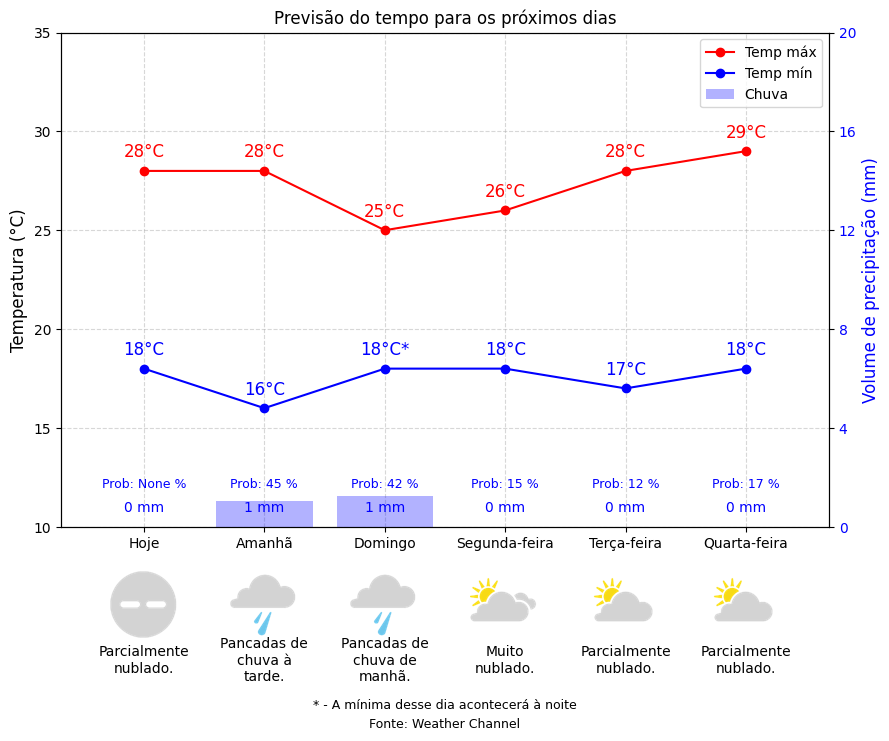 Previsão do tempo para os próximos dias
35
30
25
20
15
10
Temperatura (°C)
20
16
12
8
4
0
Volume de precipitação (mm)
Temp máx
Temp mín
Chuva
28°C 28°C 25°C 26°C 28°C 29°C
18°C 16°C 18°C* 18°C 17°C 18°C
Prob: None % Prob: 45 % Prob: 42 % Prob: 15 % Prob: 12 % Prob: 17 %
0 mm 1 mm 1 mm 0 mm 0 mm 0 mm
Hoje Amanhã Domingo Segunda-feira Terça-feira Quarta-feira
Parcialmente
nublado.
Pancadas de
chuva à
tarde.
Pancadas de
chuva de
manhã.
Muito
nublado.
Parcialmente
nublado.
Parcialmente
nublado.
* - A mínima desse dia acontecerá à noite
Fonte: Weather Channel